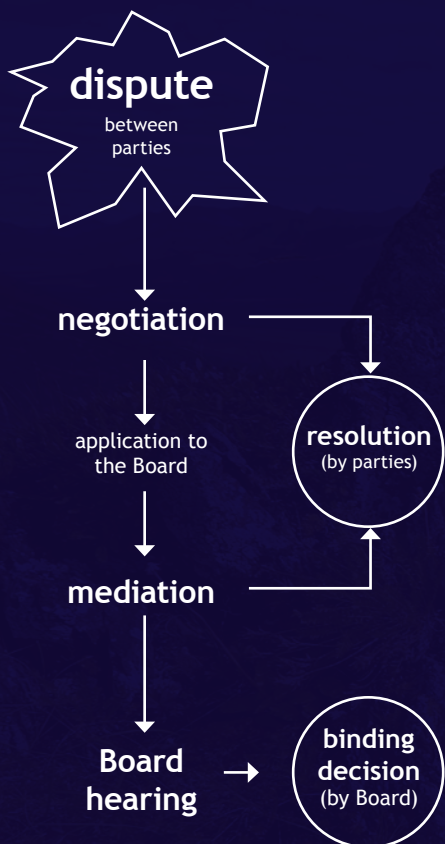 dispute
between
parties
negotiation
application to
the Board
resolution
(by parties)
mediation
Board
hearing
binding
decision
(by Board)